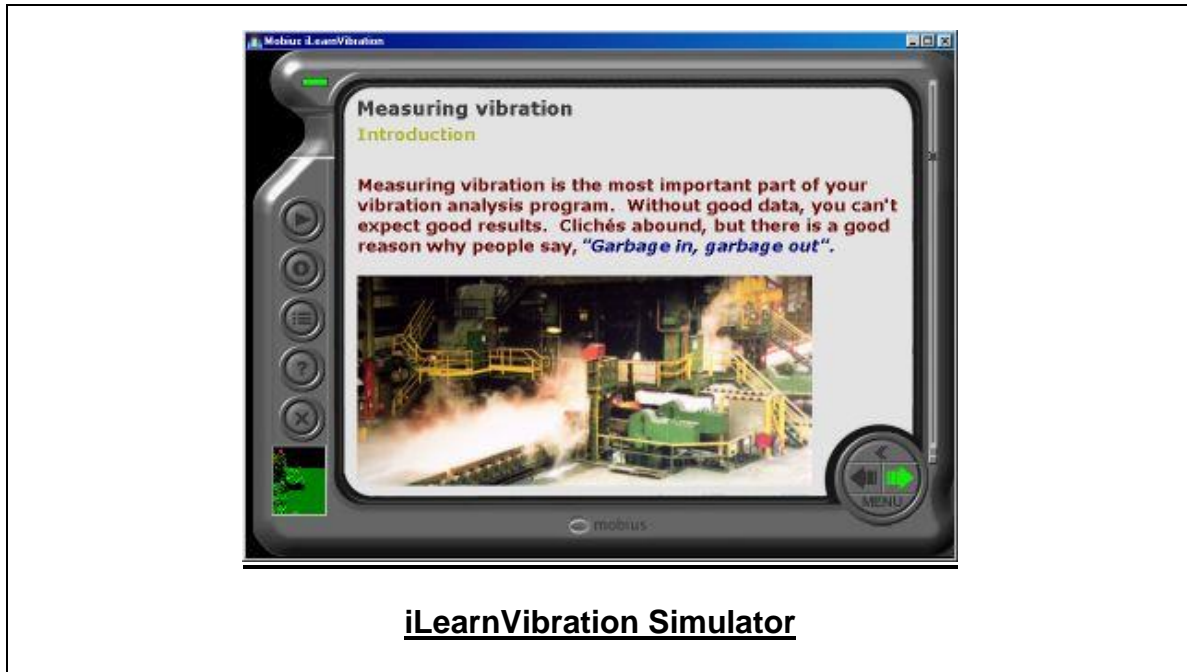 Mobius iLearnVibration
Measuring vibration
Introduction
Measuring vibration is the most important part of your
vibration analysis program. Without good data, you can't
expect good results. Clichés abound, but there is a good
reason why people say, "Garbage in, garbage out".
MENU
mobius
iLearnVibration Simulator